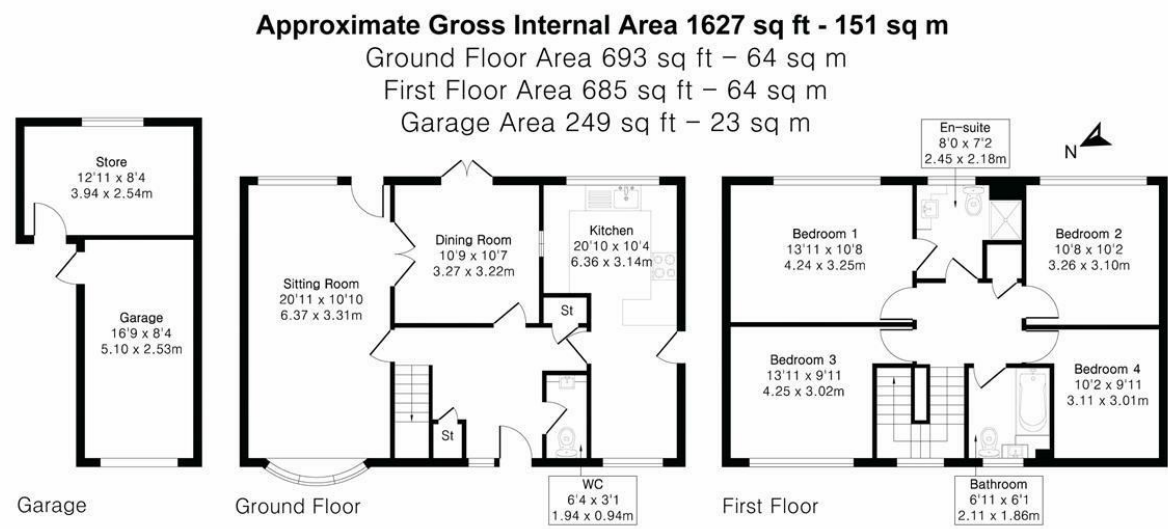 Approximate Gross Internal Area 1627 sq ft - 151 sq m
Ground Floor Area 693 sq ft – 64 sq m
First Floor Area 685 sq ft – 64 sq m
Garage Area 249 sq ft – 23 sq m
Store
12'11 x 8'4
3.94 x 2.54m
Garage
16'9 x 8'4
5.10 x 2.53m
Garage
Sitting Room
20'11 x 10'10
6.37 x 3.31m
Dining Room
10'9 x 10'7
3.27 x 3.22m
Kitchen
20'10 x 10'4
6.36 x 3.14m
St
St
WC
6'4 x 3'1
1.94 x 0.94m
Ground Floor
En-suite
8'0 x 7'2
2.45 x 2.18m
N
Bedroom 1
13'11 x 10'8
4.24 x 3.25m
Bedroom 2
10'8 x 10'2
3.26 x 3.10m
Bedroom 3
13'11 x 9'11
4.25 x 3.02m
Bedroom 4
10'2 x 9'11
3.11 x 3.01m
Bathroom
6'11 x 6'1
2.11 x 1.86m
First Floor